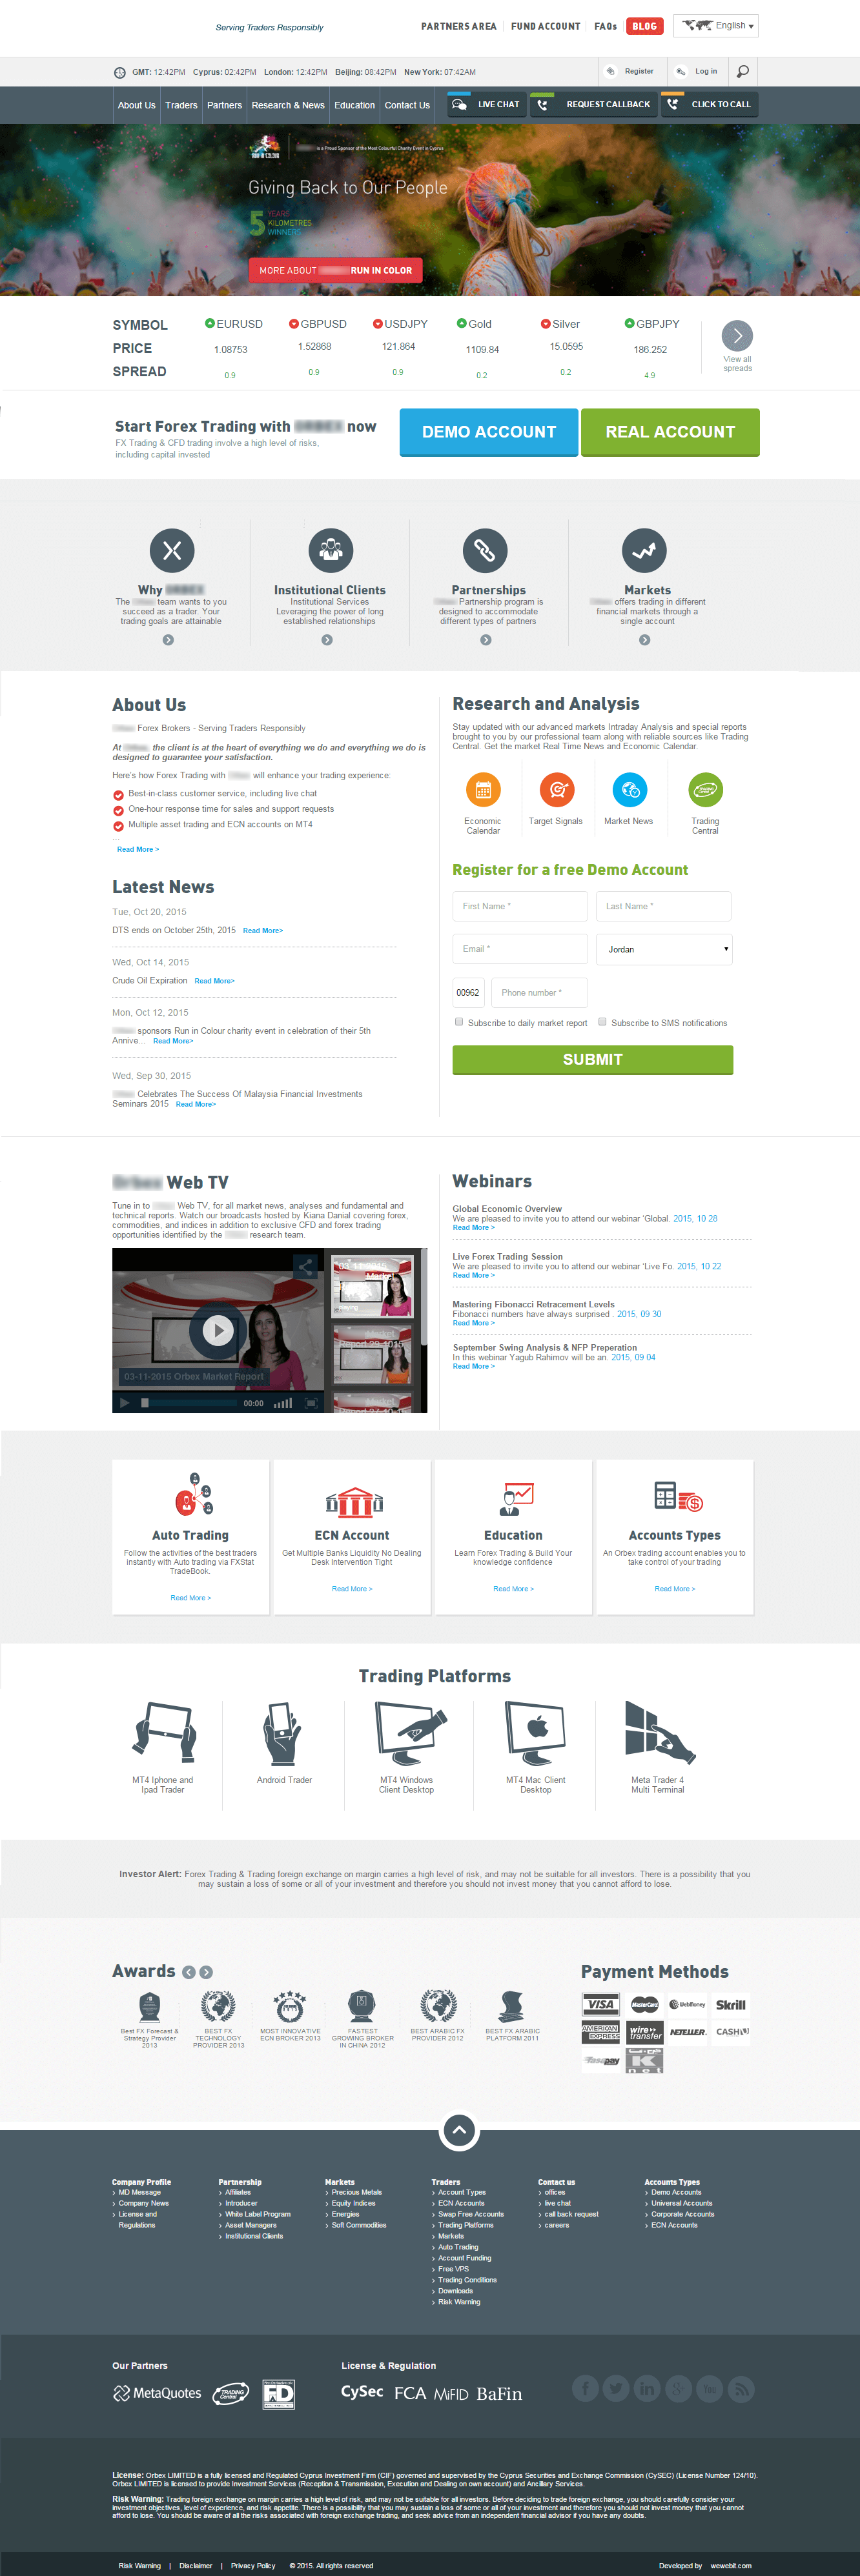 Serving Traders Responsibly
PARTNERS AREA FUND ACCOUNT FAQs BLOG English
GMT: 12:42PM Cyprus: 02:42PM London: 12:42PM Beijing: 08:42PM New York: 07:42AM
Register Log in
About Us Traders Partners Research & News Education Contact Us
LIVE CHAT REQUEST CALLBACK CLICK TO CALL
is a Proud Sponsor of the Most Colourful Charity Event in Cyprus
Giving Back to Our People
5 YEARS
KILOMETRES
WINNERS
MORE ABOUT RUN IN COLOR
SYMBOL EURUSD GBPUSD USDJPY Gold Silver GBPJPY
PRICE 1.08753 1.52868 121.864 1109.84 15.0595 186.252
SPREAD 0.9 0.9 0.9 0.2 0.2 4.9
View all
spreads
Start Forex Trading with ORBEX now
FX Trading & CFD trading involve a high level of risks,
including capital invested
DEMO ACCOUNT REAL ACCOUNT
Why ORBEX
The team wants to you
succeed as a trader. Your
trading goals are attainable
Institutional Clients
Institutional Services
Leveraging the power of long
established relationships
Partnerships
Partnership program is
designed to accommodate
different types of partners
Markets
offers trading in different
financial markets through a
single account
About Us
Forex Brokers - Serving Traders Responsibly
At the client is at the heart of everything we do and everything we do is
designed to guarantee your satisfaction.
Here's how Forex Trading with will enhance your trading experience:
Best-in-class customer service, including live chat
One-hour response time for sales and support requests
Multiple asset trading and ECN accounts on MT4
...
Read More >
Research and Analysis
Stay updated with our advanced markets Intraday Analysis and special reports
brought to you by our professional team along with reliable sources like Trading
Central. Get the market Real Time News and Economic Calendar.
Economic
Calendar
Target Signals
Market News
Trading
Central
Latest News
Tue, Oct 20, 2015
DTS ends on October 25th, 2015 Read More>
Wed, Oct 14, 2015
Crude Oil Expiration Read More>
Mon, Oct 12, 2015
sponsors Run in Colour charity event in celebration of their 5th
Annive... Read More>
Wed, Sep 30, 2015
Celebrates The Success Of Malaysia Financial Investments
Seminars 2015 Read More>
Register for a free Demo Account
First Name * Last Name *
Email * Jordan
00962 Phone number *
Subscribe to daily market report Subscribe to SMS notifications
SUBMIT
Orbex Web TV
Tune in to Web TV, for all market news, analyses and fundamental and
technical reports. Watch our broadcasts hosted by Kiana Danial covering forex,
commodities, and indices in addition to exclusive CFD and forex trading
opportunities identified by the research team.
03-11-2015 Orbex Market Report
00:00
03-11-2015
Market
playing
Market
Webinars
Global Economic Overview
We are pleased to invite you to attend our webinar 'Global. 2015, 10 28
Read More >
Live Forex Trading Session
We are pleased to invite you to attend our webinar 'Live Fo. 2015, 10 22
Read More >
Mastering Fibonacci Retracement Levels
Fibonacci numbers have always surprised . 2015, 09 30
Read More >
September Swing Analysis & NFP Preperation
In this webinar Yagub Rahimov will be an. 2015, 09 04
Read More >
Auto Trading
Follow the activities of the best traders
instantly with Auto trading via FXStat
TradeBook.
Read More >
ECN Account
Get Multiple Banks Liquidity No Dealing
Desk Intervention Tight
Read More >
Education
Learn Forex Trading & Build Your
knowledge confidence
Read More >
Accounts Types
An Orbex trading account enables you to
take control of your trading
Read More >
Trading Platforms
MT4 Iphone and
Ipad Trader
Android Trader
MT4 Windows
Client Desktop
MT4 Mac Client
Desktop
Meta Trader 4
Multi Terminal
Investor Alert: Forex Trading & Trading foreign exchange on margin carries a high level of risk, and may not be suitable for all investors. There is a possibility that you
may sustain a loss of some or all of your investment and therefore you should not invest money that you cannot afford to lose.
Awards
Best FX Forecast &
Strategy Provider
2013
BEST FX
TECHNOLOGY
PROVIDER 2013
MOST INNOVATIVE
ECN BROKER 2013
FASTEST
GROWING BROKER
IN CHINA 2012
BEST ARABIC FX
PROVIDER 2012
BEST FX ARABIC
PLATFORM 2011
Payment Methods
VISA MasterCard WebMoney Skrill
AMERICAN EXPRESS wire transfer NETELLER CASHU
pay K net
Company Profile
MD Message
Company News
License and
Regulations
Partnership
Affiliates
Introducer
White Label Program
Asset Managers
Institutional Clients
Markets
Precious Metals
Equity Indices
Energies
Soft Commodities
Traders
Account Types
ECN Accounts
Swap Free Accounts
Trading Platforms
Markets
Auto Trading
Account Funding
Free VPS
Trading Conditions
Downloads
Risk Warning
Contact us
offices
live chat
call back request
careers
Accounts Types
Demo Accounts
Universal Accounts
Corporate Accounts
ECN Accounts
Our Partners
MetaQuotes TRADING Central FD
License & Regulation
CySec FCA MiFID BaFin
License: Orbex LIMITED is a fully licensed and Regulated Cyprus Investment Firm (CIF) governed and supervised by the Cyprus Securities and Exchange Commission (CySEC) (License Number 124/10).
Orbex LIMITED is licensed to provide Investment Services (Reception & Transmission, Execution and Dealing on own account) and Ancillary Services.
Risk Warning: Trading foreign exchange on margin carries a high level of risk, and may not be suitable for all investors. Before deciding to trade foreign exchange, you should carefully consider your
investment objectives, level of experience, and risk appetite. There is a possibility that you may sustain a loss of some or all of your investment and therefore you should not invest money that you cannot
afford to lose. You should be aware of all the risks associated with foreign exchange trading, and seek advice from an independent financial advisor if you have any doubts.
Risk Warning | Disclaimer | Privacy Policy © 2015. All rights reserved
Developed by wewebit.com